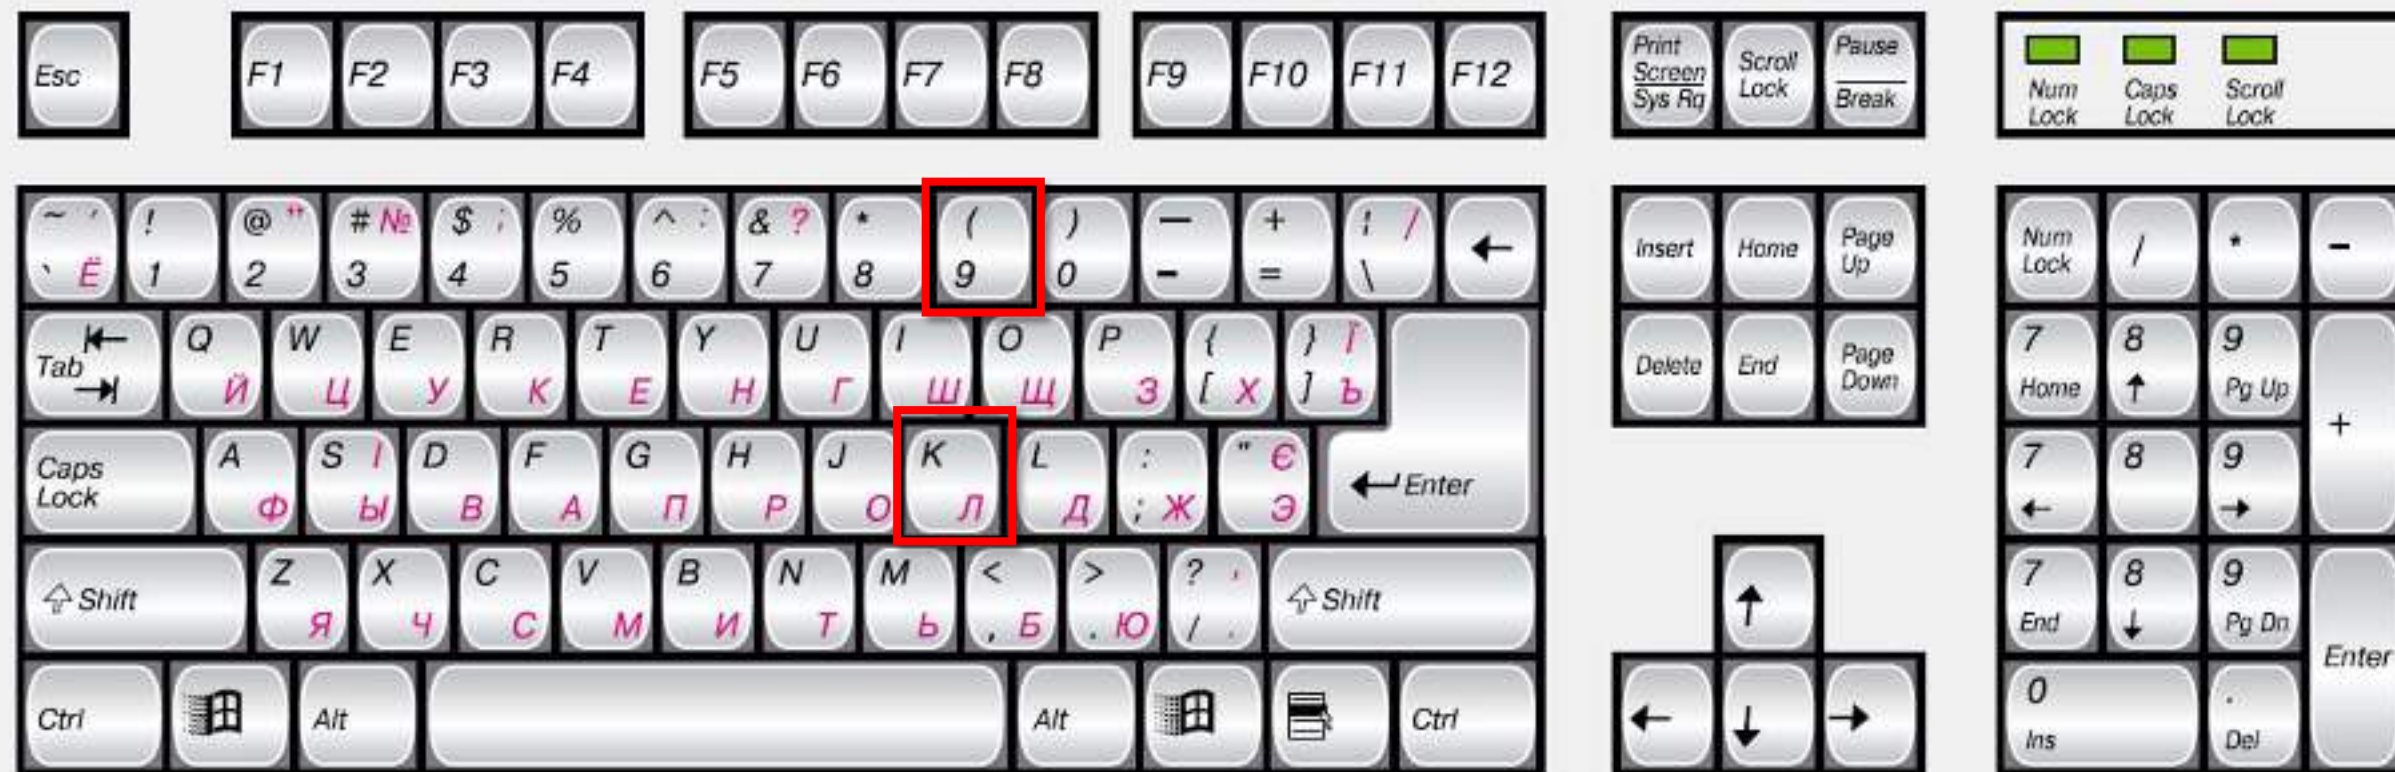 Esc F1 F2 F3 F4 F5 F6 F7 F8 F9 F10 F11 F12 Print Screen Sys Rq Scroll Lock Pause Break Num Lock Caps Lock Scroll Lock
~ ' ` Ё ! 1 @ " 2 # № 3 $ ; 4 % 5 ^ : 6 & ? 7 * 8 ( 9 ) 0 — - + = ¦ / \ ← Insert Home Page Up Num Lock / * -
Tab Q Й W Ц E У R К T Е Y Н U Г I Ш O Щ P З { [ Х } Ї ] Ъ Delete End Page Down 7 Home 8 ↑ 9 Pg Up +
Caps Lock A Ф S І Ы D В F А G П H Р J О K Л L Д : ; Ж " Є Э ← Enter 7 ← 8 9 →
Shift Z Я X Ч C С V М B И N Т M Ь < , Б > . Ю ? , / . Shift ↑ 7 End 8 ↓ 9 Pg Dn Enter
Ctrl Alt Alt Ctrl ← ↓ → 0 Ins . Del